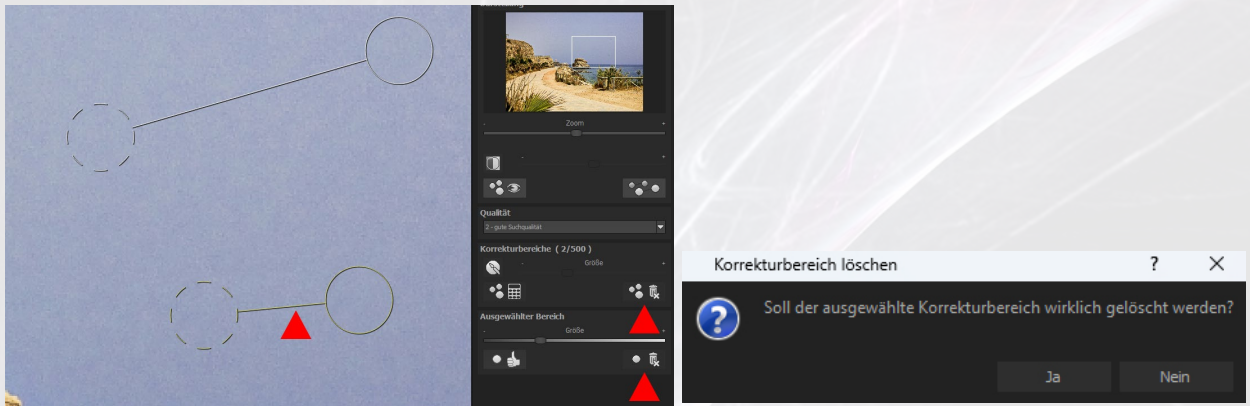 Zoom
- +
- +
Qualität
2 - gute Suchqualität
Korrekturbereiche ( 2/500 )
- Größe +
Ausgewählter Bereich
- Größe +
Korrekturbereich löschen ? X
Soll der ausgewählte Korrekturbereich wirklich gelöscht werden?
Ja Nein